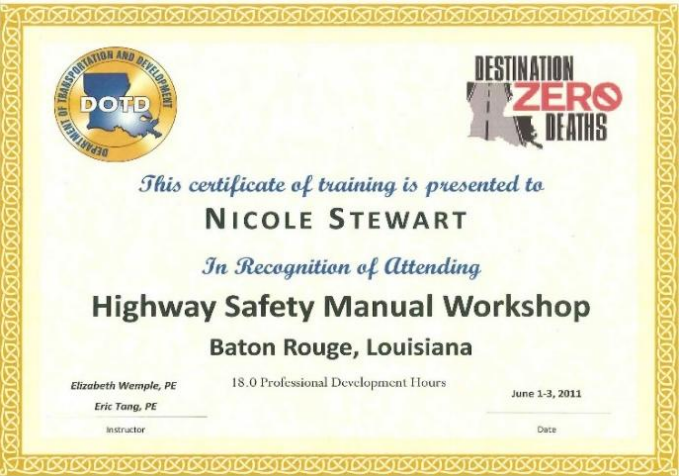 DEPARTMENT OF TRANSPORTATION AND DEVELOPMENT
DOTD
DESTINATION
ZERO
DEATHS
This certificate of training is presented to
NICOLE STEWART
In Recognition of Attending
Highway Safety Manual Workshop
Baton Rouge, Louisiana
Elizabeth Wemple, PE
18.0 Professional Development Hours
June 1-3, 2011
Eric Tang, PE
Instructor
Date